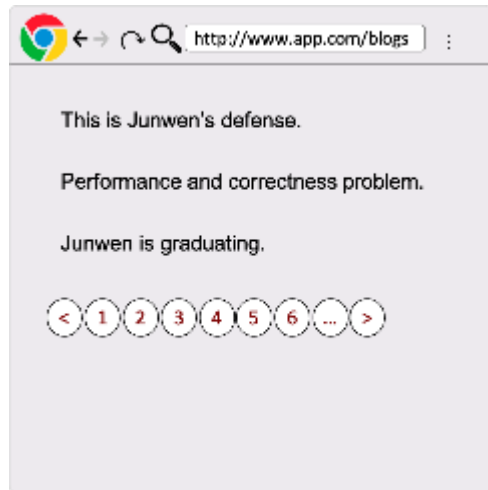 http://www.app.com/blogs
This is Junwen's defense.
Performance and correctness problem.
Junwen is graduating.
< 1 2 3 4 5 6 ... >